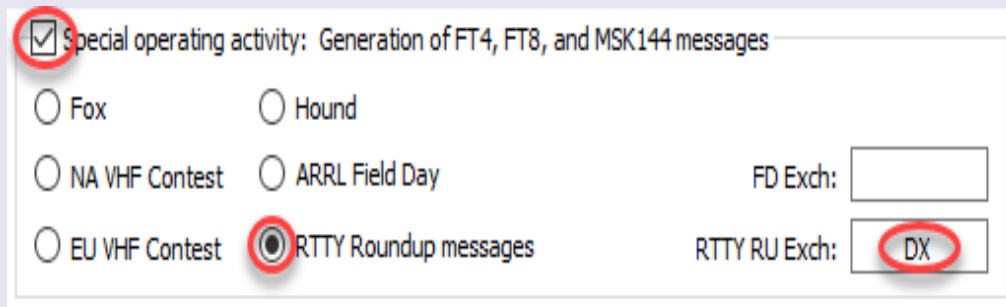 Special operating activity: Generation of FT4, FT8, and MSK144 messages
Fox Hound
NA VHF Contest ARRL Field Day FD Exch:
EU VHF Contest RTTY Roundup messages RTTY RU Exch: DX